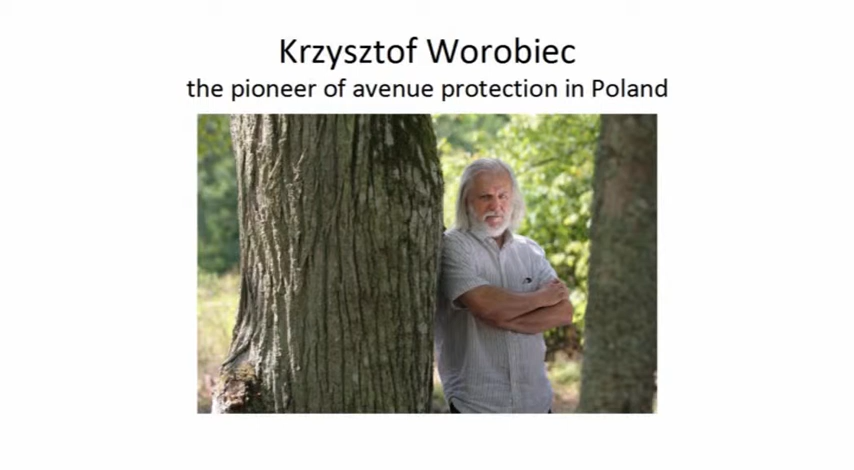 Krzysztof Worobiec
the pioneer of avenue protection in Poland